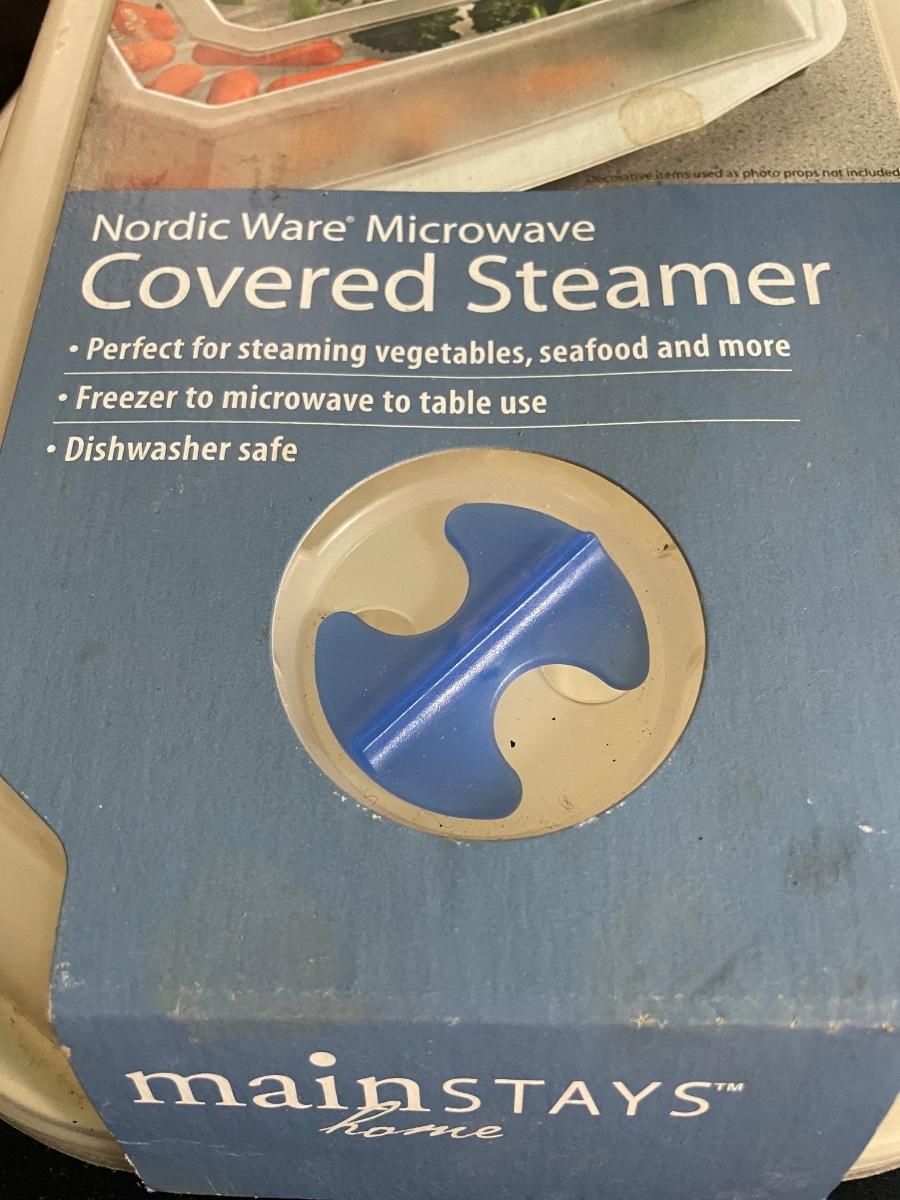 Decorative items used as photo props not included
Nordic Ware® Microwave
Covered Steamer
• Perfect for steaming vegetables, seafood and more
• Freezer to microwave to table use
• Dishwasher safe
mainSTAYS™
home